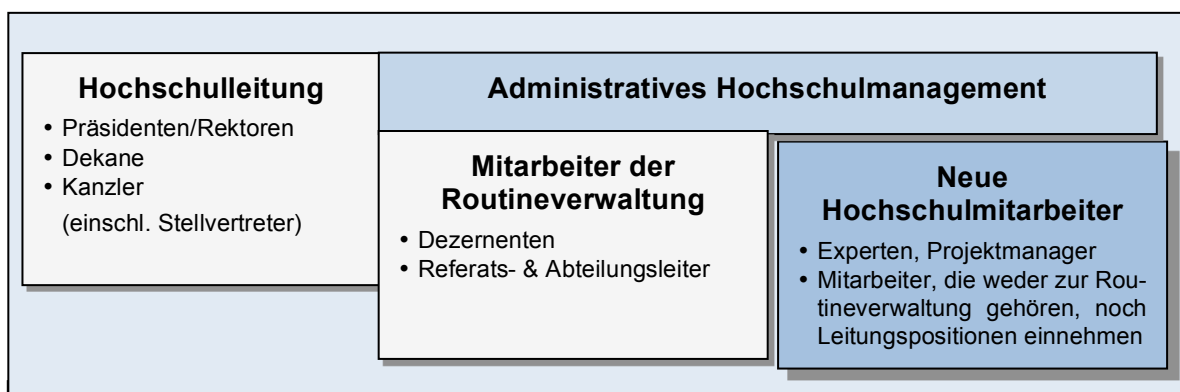 Hochschulleitung
• Präsidenten/Rektoren
• Dekane
• Kanzler
(einschl. Stellvertreter)
Administratives Hochschulmanagement
Mitarbeiter der
Routineverwaltung
• Dezernenten
• Referats- & Abteilungsleiter
Neue
Hochschulmitarbeiter
• Experten, Projektmanager
• Mitarbeiter, die weder zur Rou-
tineverwaltung gehören, noch
Leitungspositionen einnehmen